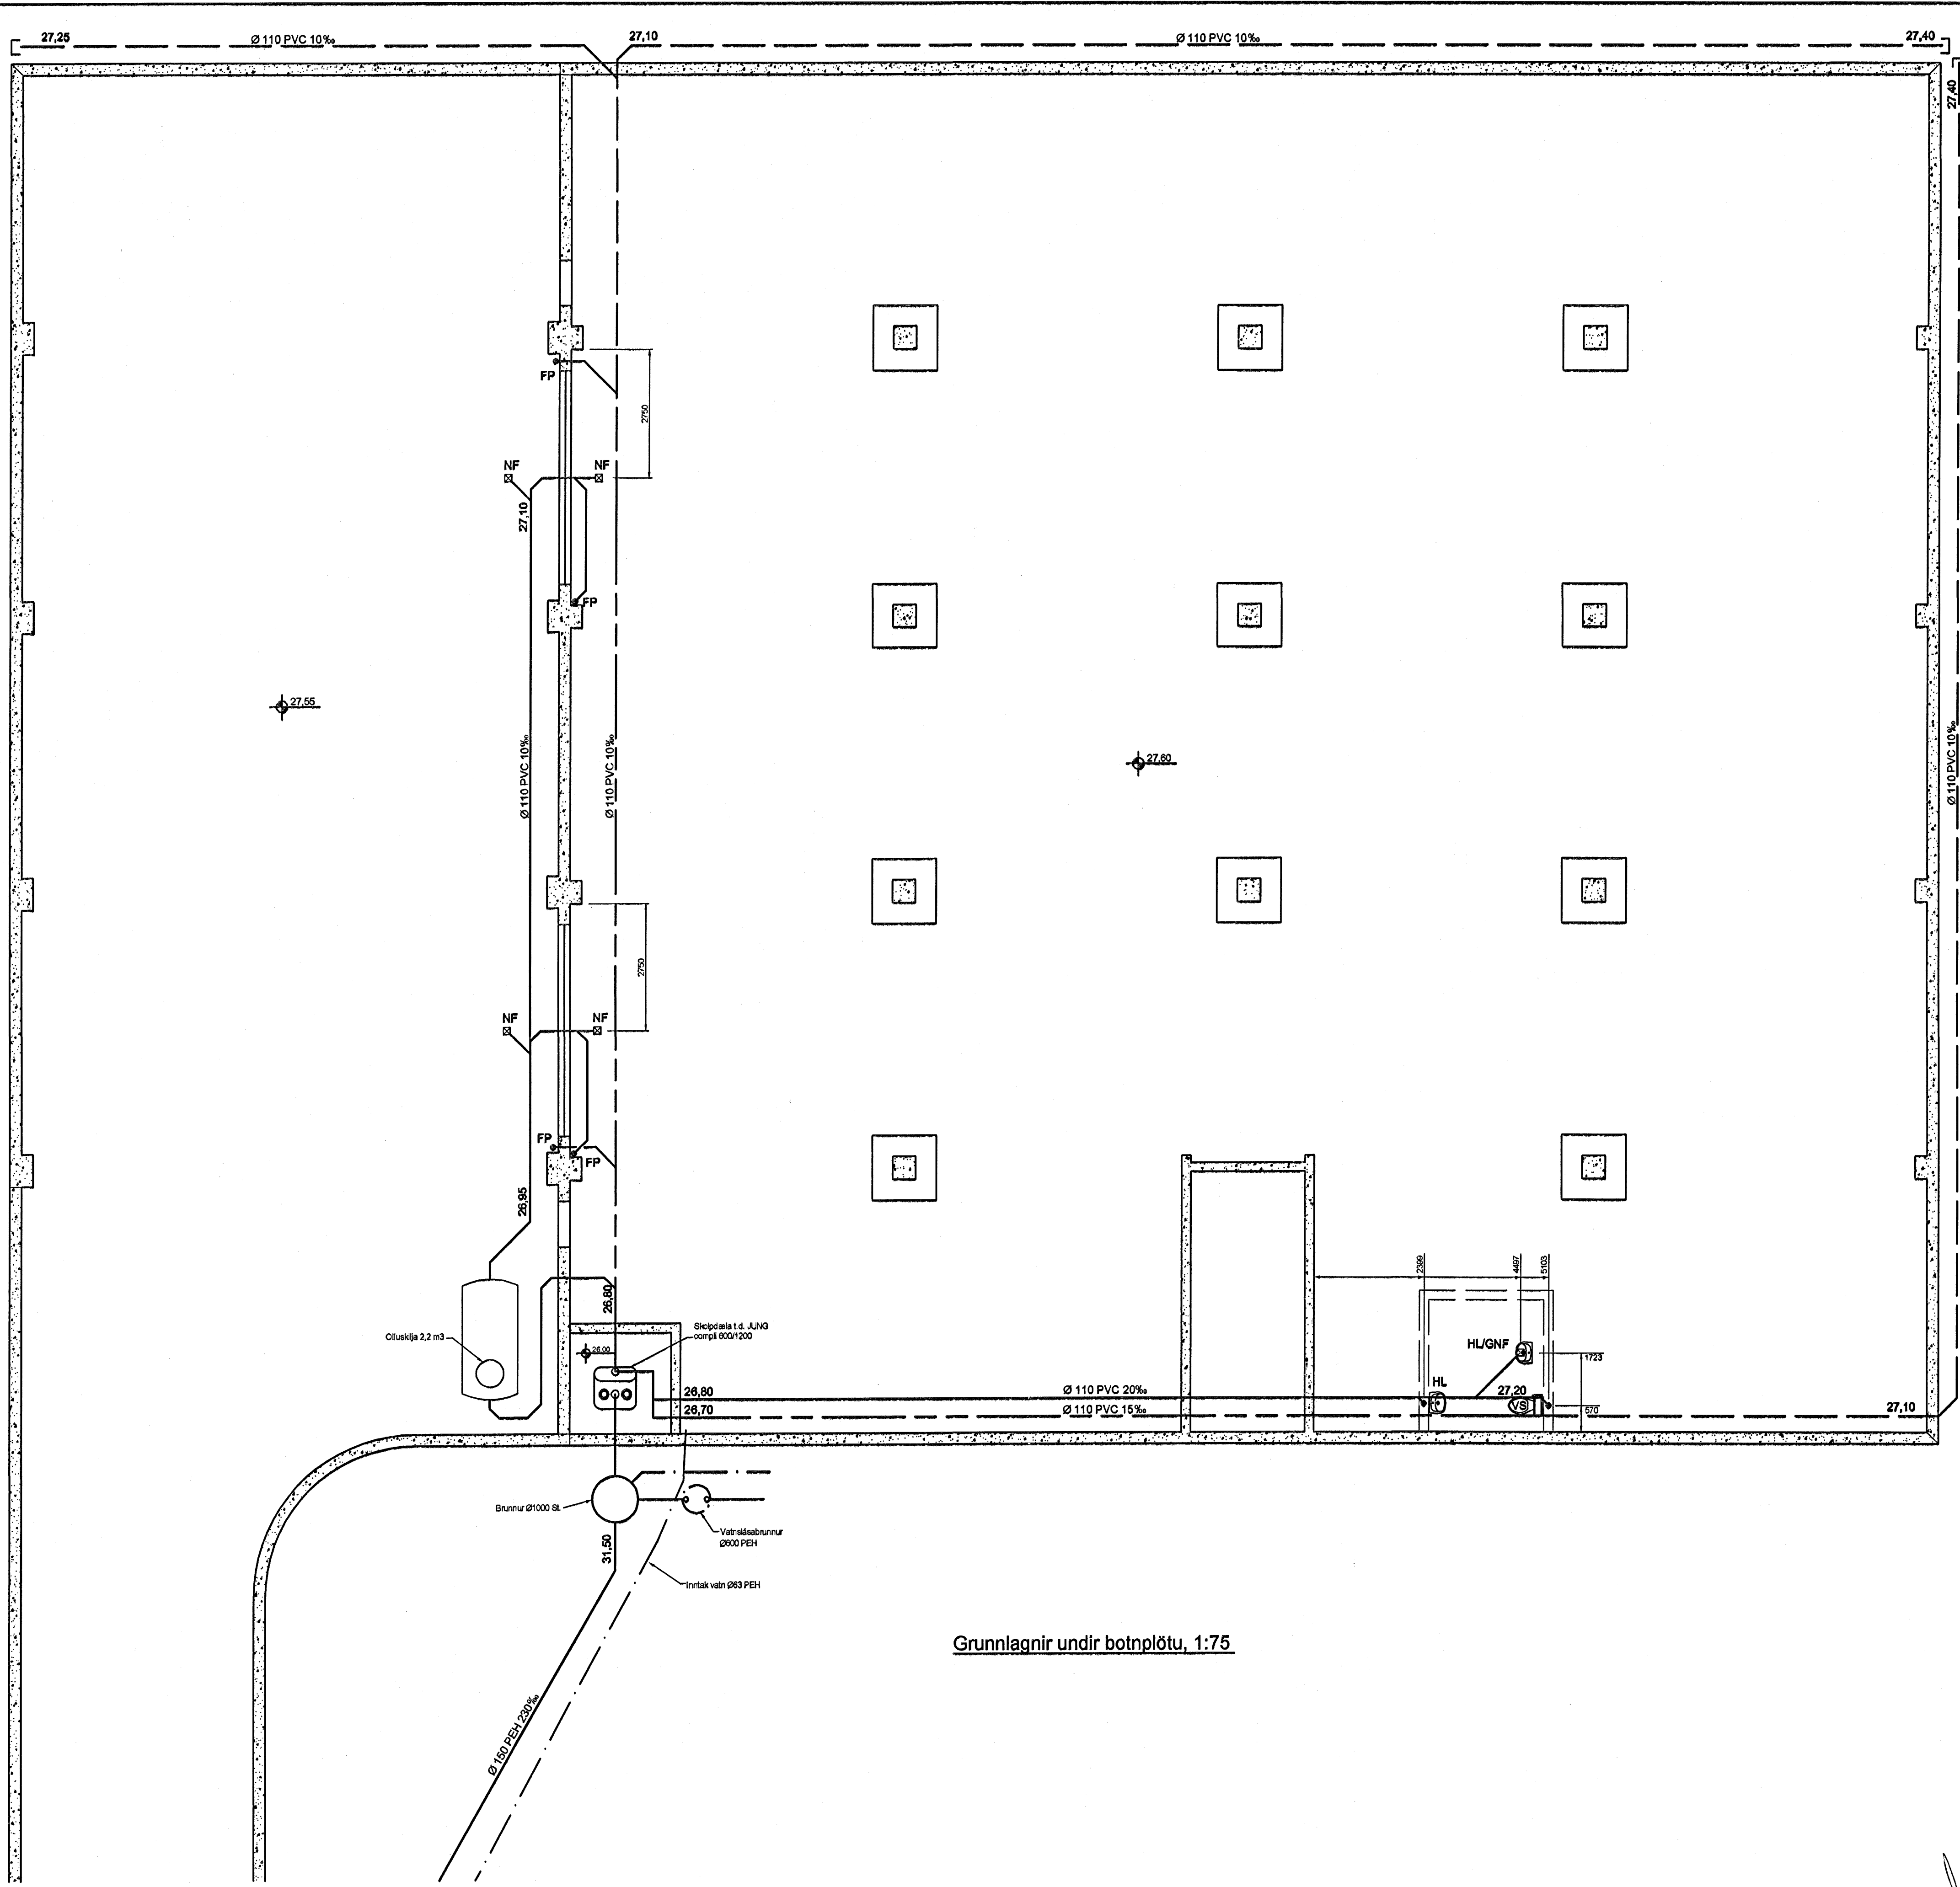 27,25
Ø 110 PVC 10‰
27,10
Ø 110 PVC 10‰
27,40
27,40
FP
2750
NF
NF
27,10
FP
27,55
Ø 110 PVC 10‰
Ø 110 PVC 10‰
27,60
Ø 110 PVC 10‰
2750
NF
NF
FP
FP
26,95
26,80
2399
4497
5103
Skolpdæla t.d. JUNG
compli 600/1200
Olíuskilja 2,2 m3
26.00
HL/GNF
1723
HL
26,80
Ø 110 PVC 20‰
27,20
VS
26,70
Ø 110 PVC 15‰
570
27,10
Brunnur Ø1000 St.
Vatnslásabrunnur
Ø600 PEH
31,50
Inntak vatn Ø63 PEH
Grunnlagnir undir botnplötu, 1:75
Ø 150 PEH 230‰